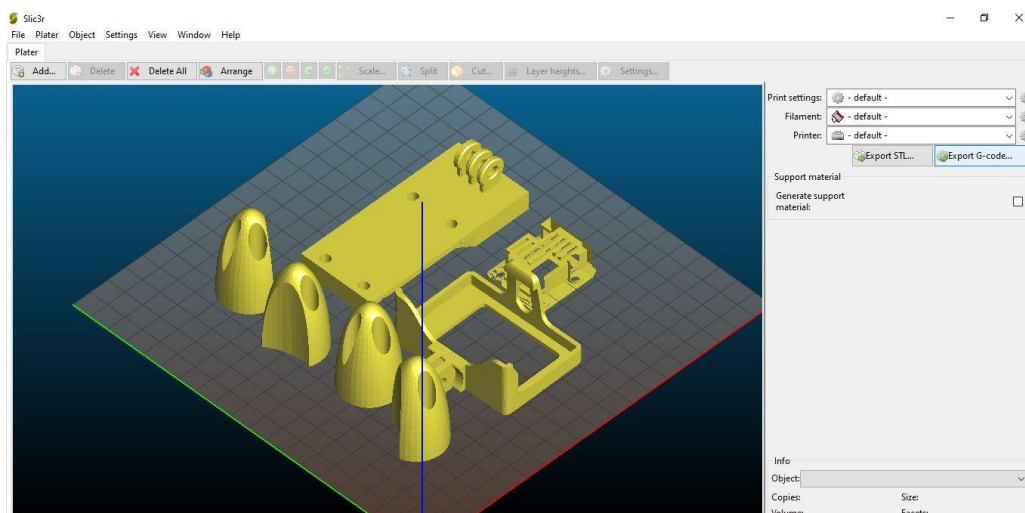 Slic3r
File Plater Object Settings View Window Help
Plater
Add... Delete Delete All Arrange Scale... Split Cut... Layer heights... Settings...
Print settings: - default -
Filament: - default -
Printer: - default -
Export STL... Export G-code...
Support material
Generate support
material:
Info
Object:
Copies: Size:
Volume: Facets: